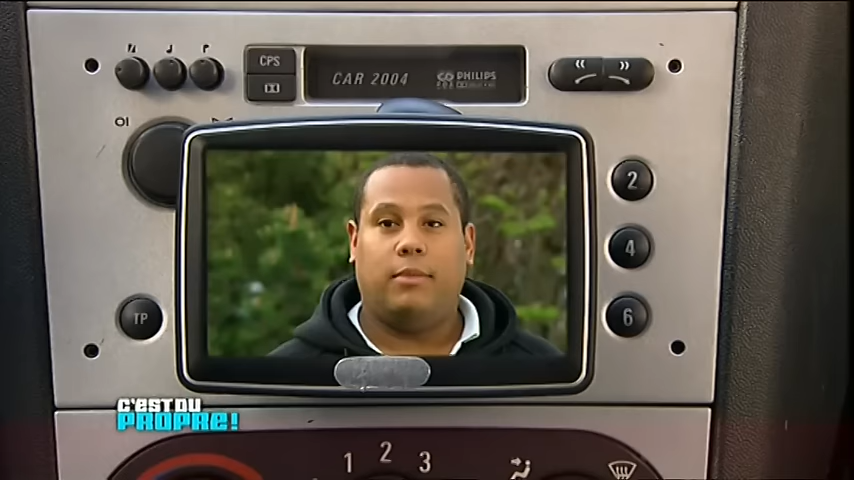 CPS
CAR 2004
PHILIPS
2
4
6
TP
C'EST DU
PROPRE!
1 2 3